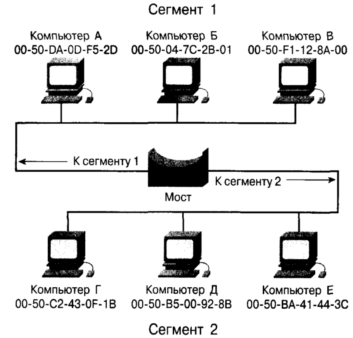 Сегмент 1
Компьютер А Компьютер Б Компьютер В
00-50-DA-0D-F5-2D 00-50-04-7C-2B-01 00-50-F1-12-8A-00
К сегменту 1
К сегменту 2
Мост
Компьютер Г Компьютер Д Компьютер Е
00-50-C2-43-0F-1B 00-50-B5-00-92-8B 00-50-BA-41-44-3C
Сегмент 2